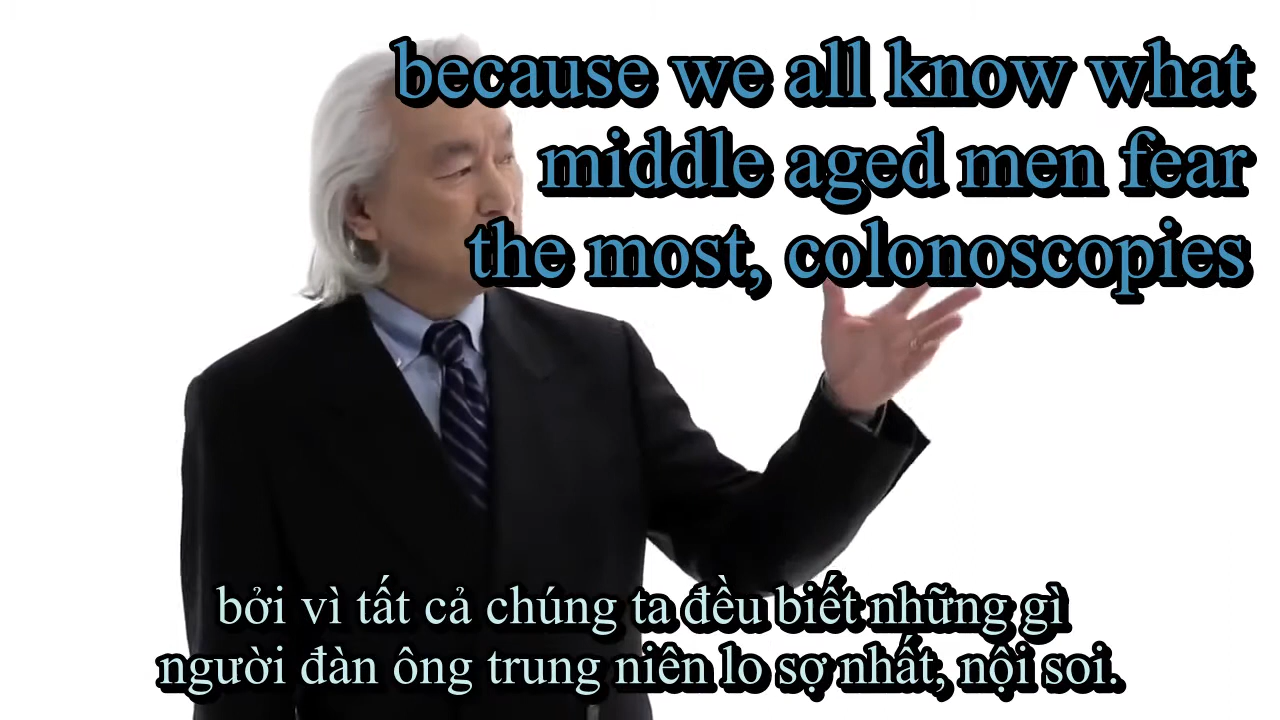 because we all know what
middle aged men fear
the most, colonoscopies
bởi vì tất cả chúng ta đều biết những gì
người đàn ông trung niên lo sợ nhất, nội soi.